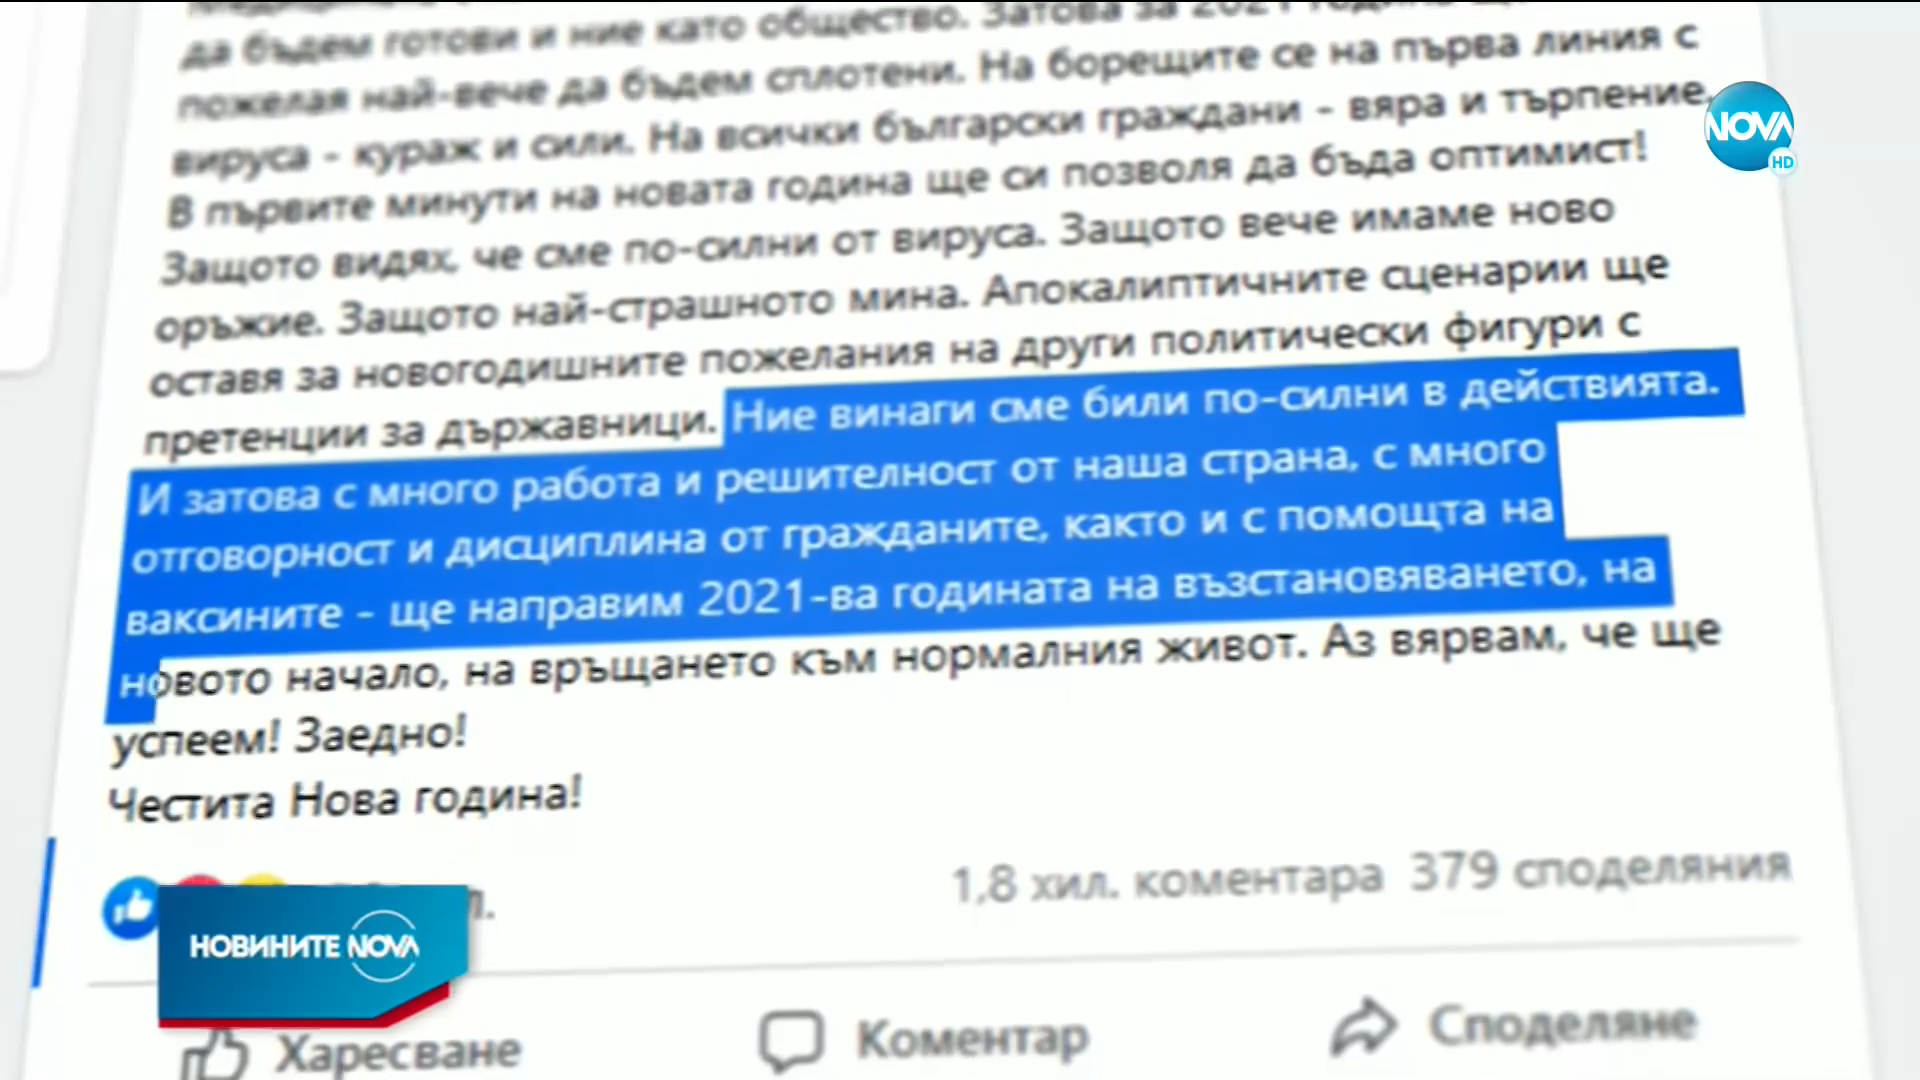 да бъдем готови и ние като общество. Затова за 2021
пожелая най-вече да бъдем сплотени. На борещите се на първа линия с
вируса - кураж и сили. На всички български граждани - вяра и търпение.
В първите минути на новата година ще си позволя да бъда оптимист!
Защото видях, че сме по-силни от вируса. Защото вече имаме ново
оръжие. Защото най-страшното мина. Апокалиптичните сценарии ще
оставя за новогодишните пожелания на други политически фигури с
претенции за държавници. Ние винаги сме били по-силни в действията.
И затова с много работа и решителност от наша страна, с много
отговорност и дисциплина от гражданите, както и с помощта на
ваксините - ще направим 2021-ва годината на възстановяването, на
новото начало, на връщането към нормалния живот. Аз вярвам, че ще
успеем! Заедно!
Честита Нова година!
1,8 хил. коментара 379 споделяния
Харесване Коментар Споделяне
НОВИНИТЕ NOVA
NOVA HD